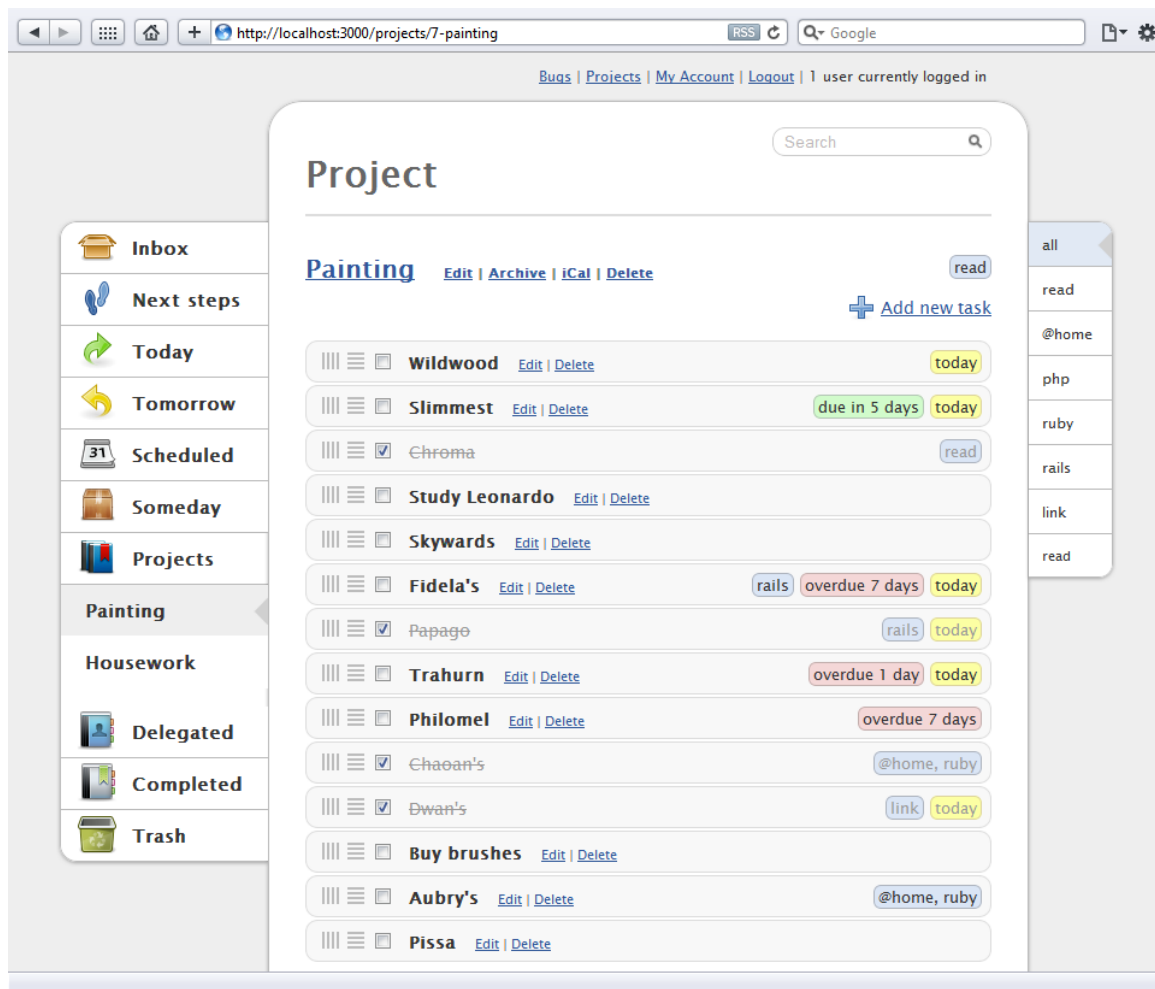 http://localhost:3000/projects/7-painting RSS Google
Bugs | Projects | My Account | Logout | 1 user currently logged in
Search
Project
Inbox
Next steps
Today
Tomorrow
31 Scheduled
Someday
Projects
Painting
Housework
Delegated
Completed
Trash
Painting Edit | Archive | iCal | Delete read
Add new task
Wildwood Edit | Delete today
Slimmest Edit | Delete due in 5 days today
Chroma read
Study Leonardo Edit | Delete
Skywards Edit | Delete
Fidela's Edit | Delete rails overdue 7 days today
Papago rails today
Trahurn Edit | Delete overdue 1 day today
Philomel Edit | Delete overdue 7 days
Chaoan's @home, ruby
Dwan's link today
Buy brushes Edit | Delete
Aubry's Edit | Delete @home, ruby
Pissa Edit | Delete
all
read
@home
php
ruby
rails
link
read